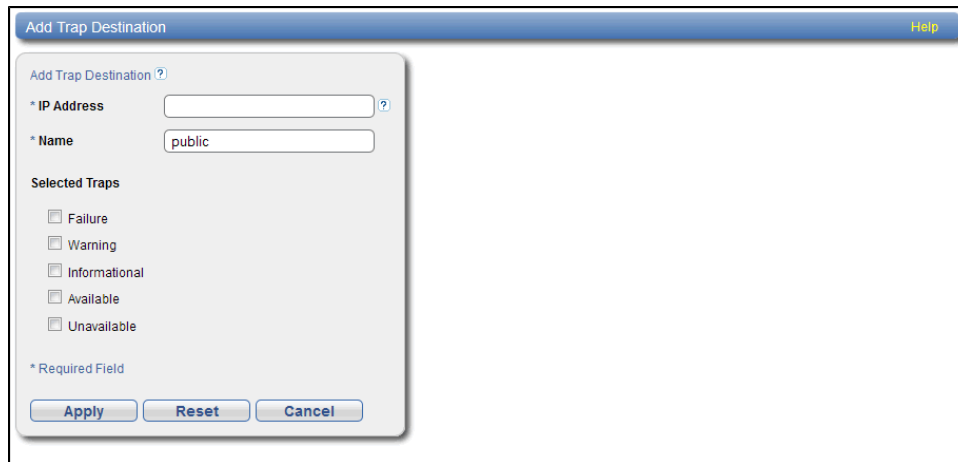 Add Trap Destination Help
Add Trap Destination ?
* IP Address ?
* Name public
Selected Traps
Failure
Warning
Informational
Available
Unavailable
* Required Field
Apply Reset Cancel